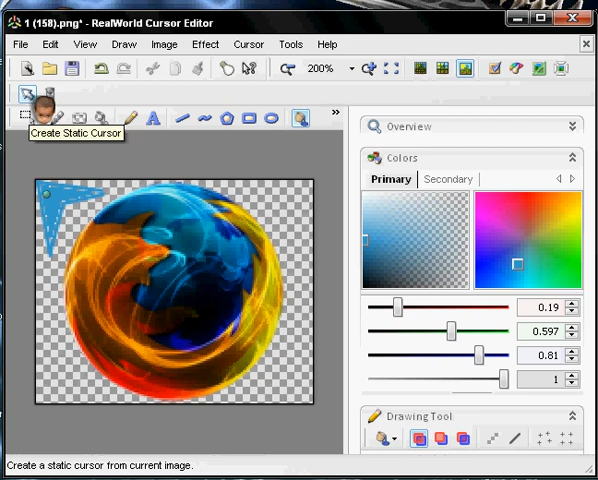 1 (158).png* - RealWorld Cursor Editor
File Edit View Draw Image Effect Cursor Tools Help
200%
Create Static Cursor
»
Overview
Colors
Primary Secondary
0.19
0.597
0.81
1
Drawing Tool
Create a static cursor from current image.